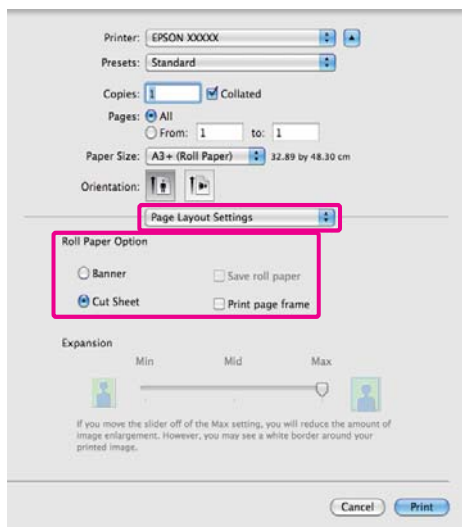 Printer: EPSON XXXXX
Presets: Standard
Copies: 1 Collated
Pages: All
From: 1 to: 1
Paper Size: A3+ (Roll Paper) 32.89 by 48.30 cm
Orientation:
Page Layout Settings
Roll Paper Option
Banner Save roll paper
Cut Sheet Print page frame
Expansion
Min Mid Max
If you move the slider off of the Max setting, you will reduce the amount of
image enlargement. However, you may see a white border around your
printed image.
Cancel Print